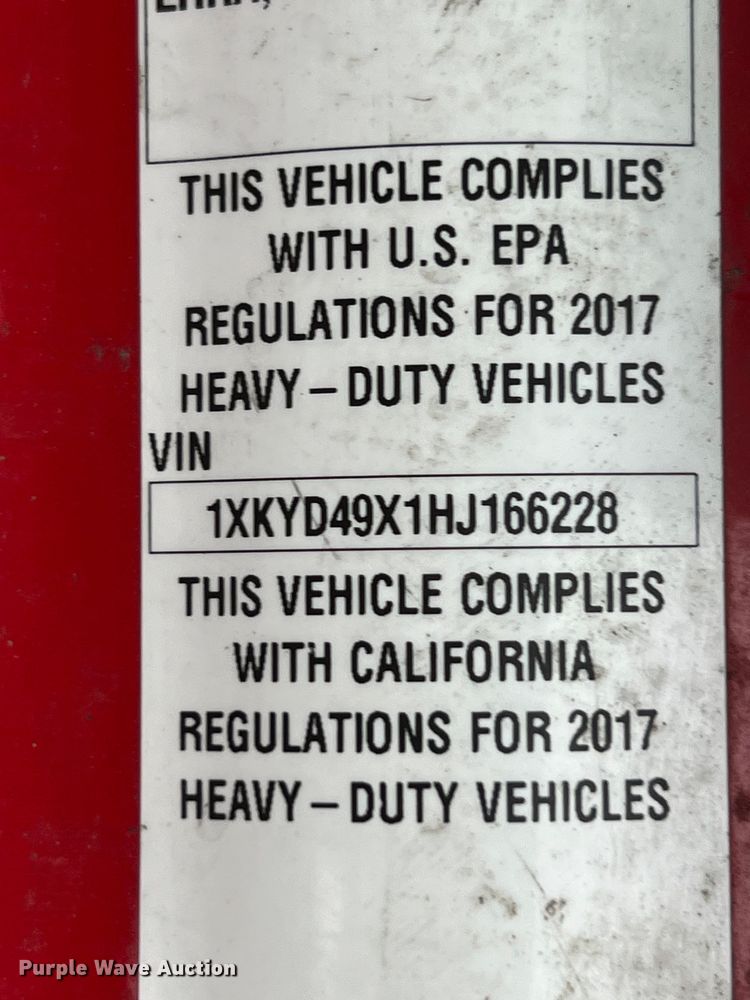 THIS VEHICLE COMPLIES
WITH U.S. EPA
REGULATIONS FOR 2017
HEAVY–DUTY VEHICLES
VIN
1XKYD49X1HJ166228
THIS VEHICLE COMPLIES
WITH CALIFORNIA
REGULATIONS FOR 2017
HEAVY–DUTY VEHICLES
Purple Wave Auction